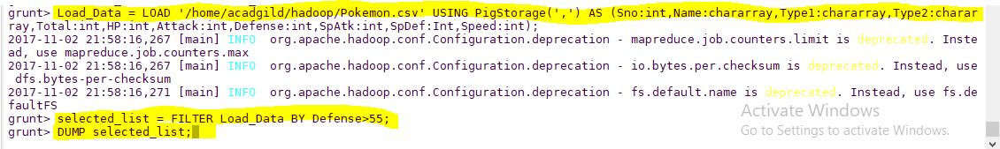 grunt> Load_Data = LOAD '/home/acadgild/hadoop/Pokemon.csv' USING PigStorage(',') AS (Sno:int,Name:chararray,Type1:chararray,Type2:charar
ray,Total:int,HP:int,Attack:int,Defense:int,SpAtk:int,SpDef:Int,Speed:int);
2017-11-02 21:58:16,267 [main] INFO  org.apache.hadoop.conf.Configuration.deprecation - mapreduce.job.counters.limit is deprecated. Inste
ad, use mapreduce.job.counters.max
2017-11-02 21:58:16,267 [main] INFO  org.apache.hadoop.conf.Configuration.deprecation - io.bytes.per.checksum is deprecated. Instead, use
 dfs.bytes-per-checksum
2017-11-02 21:58:16,271 [main] INFO  org.apache.hadoop.conf.Configuration.deprecation - fs.default.name is deprecated. Instead, use fs.de
faultFS
grunt> selected_list = FILTER Load_Data BY Defense>55;
grunt> DUMP selected_list;
Activate Windows
Go to Settings to activate Windows.